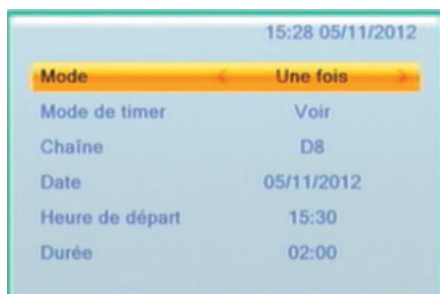 15:28 05/11/2012
Mode < Une fois >
Mode de timer Voir
Chaîne D8
Date 05/11/2012
Heure de départ 15:30
Durée 02:00